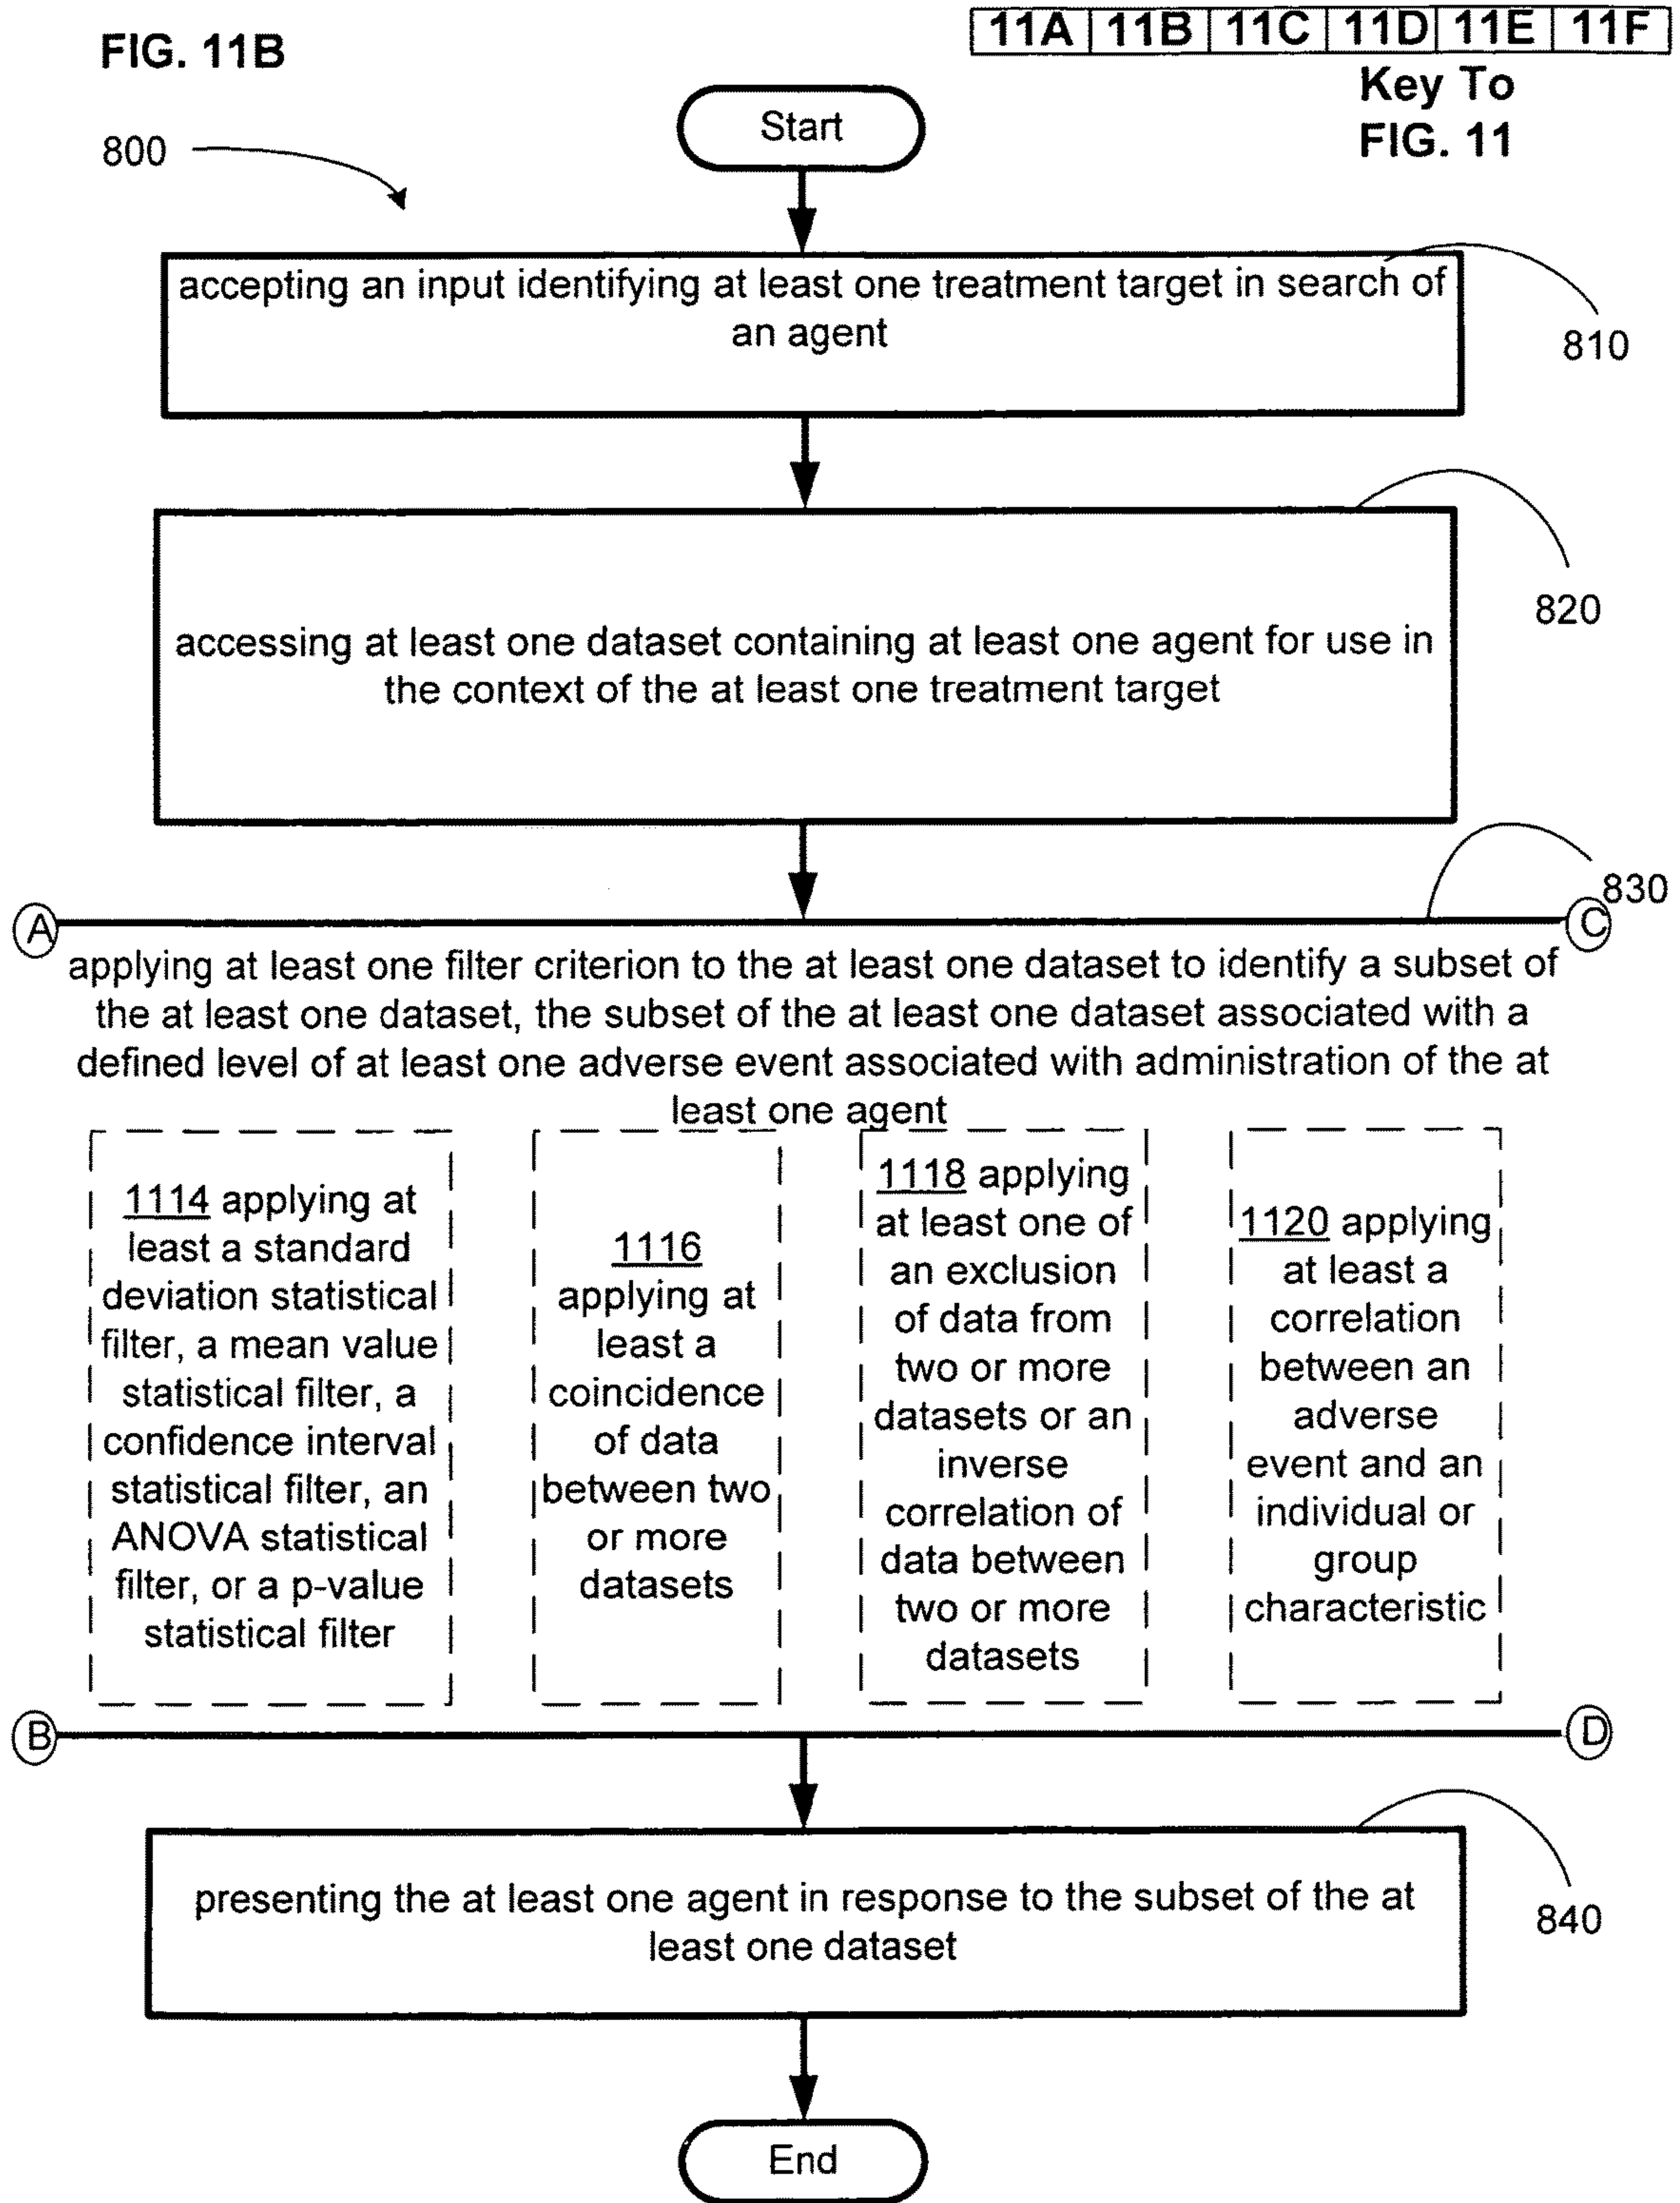 FIG. 11B
11A 11B 11C 11D 11E 11F
Key To
FIG. 11
800
Start
accepting an input identifying at least one treatment target in search of
an agent
810
accessing at least one dataset containing at least one agent for use in
the context of the at least one treatment target
820
830
A
C
applying at least one filter criterion to the at least one dataset to identify a subset of
the at least one dataset, the subset of the at least one dataset associated with a
defined level of at least one adverse event associated with administration of the at
least one agent
1114 applying at
least a standard
deviation statistical
filter, a mean value
statistical filter, a
confidence interval
statistical filter, an
ANOVA statistical
filter, or a p-value
statistical filter
1116
applying at
least a
coincidence
of data
between two
or more
datasets
1118 applying
at least one of
an exclusion
of data from
two or more
datasets or an
inverse
correlation of
data between
two or more
datasets
1120 applying
at least a
correlation
between an
adverse
event and an
individual or
group
characteristic
B
D
presenting the at least one agent in response to the subset of the at
least one dataset
840
End